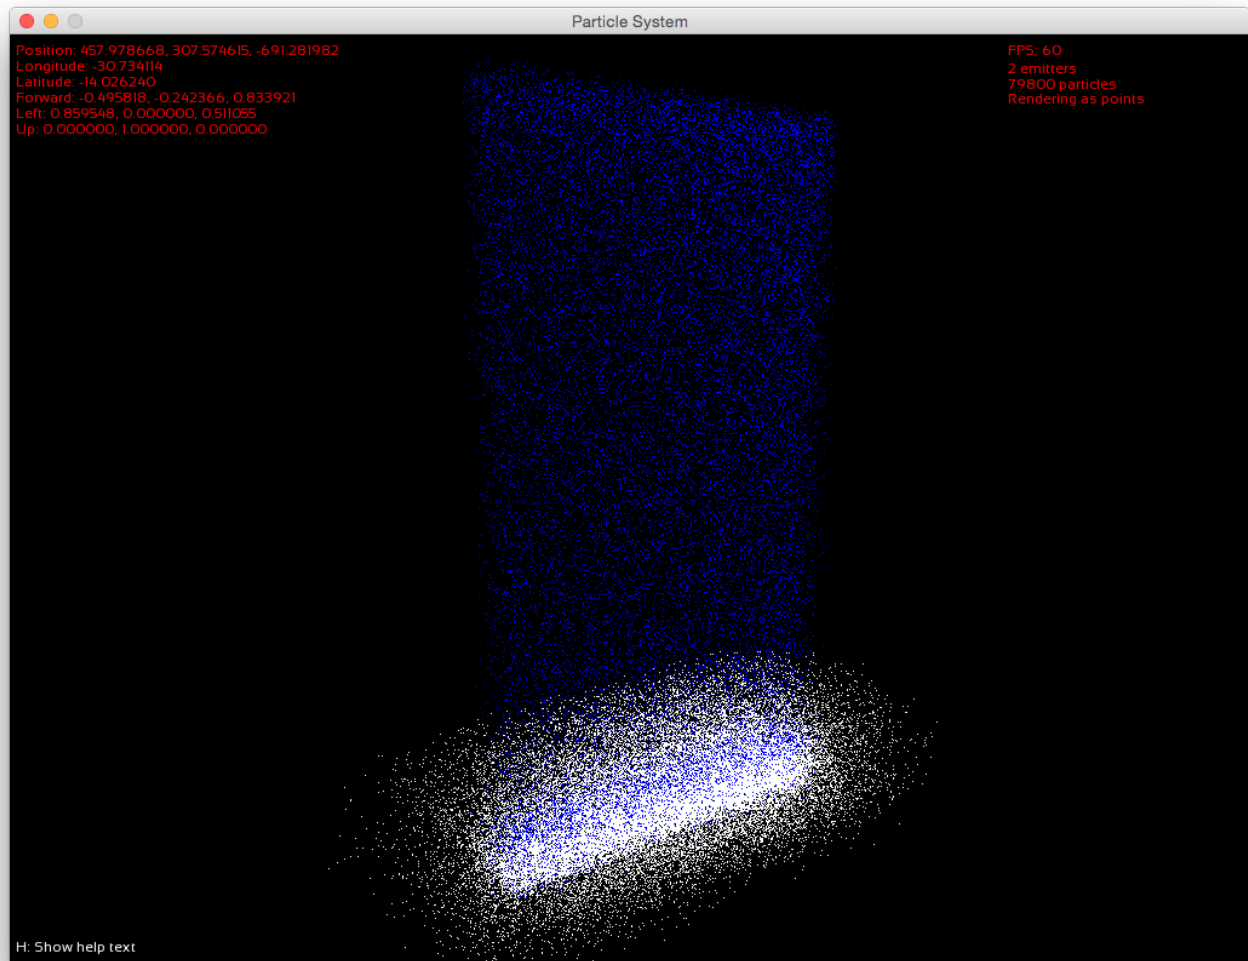 Particle System
Position: 457.978668, 307.574615, -691.281982
Longitude: -30.734114
Latitude: -14.026240
Forward: -0.495818, -0.242366, 0.833921
Left: 0.859548, 0.000000, 0.511055
Up: 0.000000, 1.000000, 0.000000
FPS: 60
2 emitters
79800 particles
Rendering as points
H: Show help text